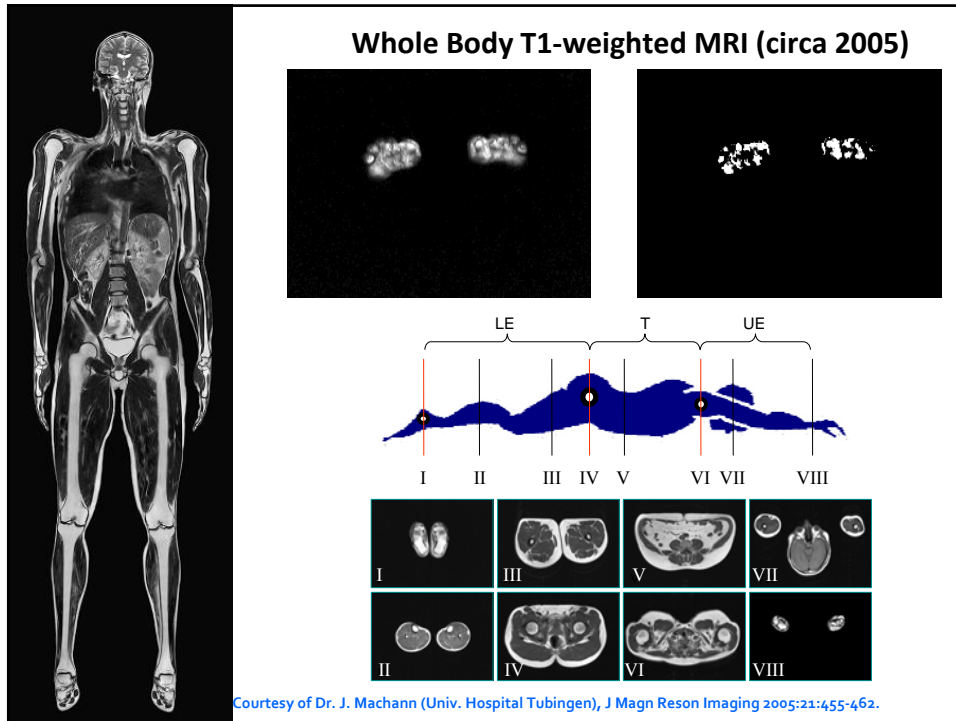 Whole Body T1-weighted MRI (circa 2005)
LE T UE
I II III IV V VI VII VIII
I III V VII
II IV VI VIII
Courtesy of Dr. J. Machann (Univ. Hospital Tubingen), J Magn Reson Imaging 2005:21:455-462.